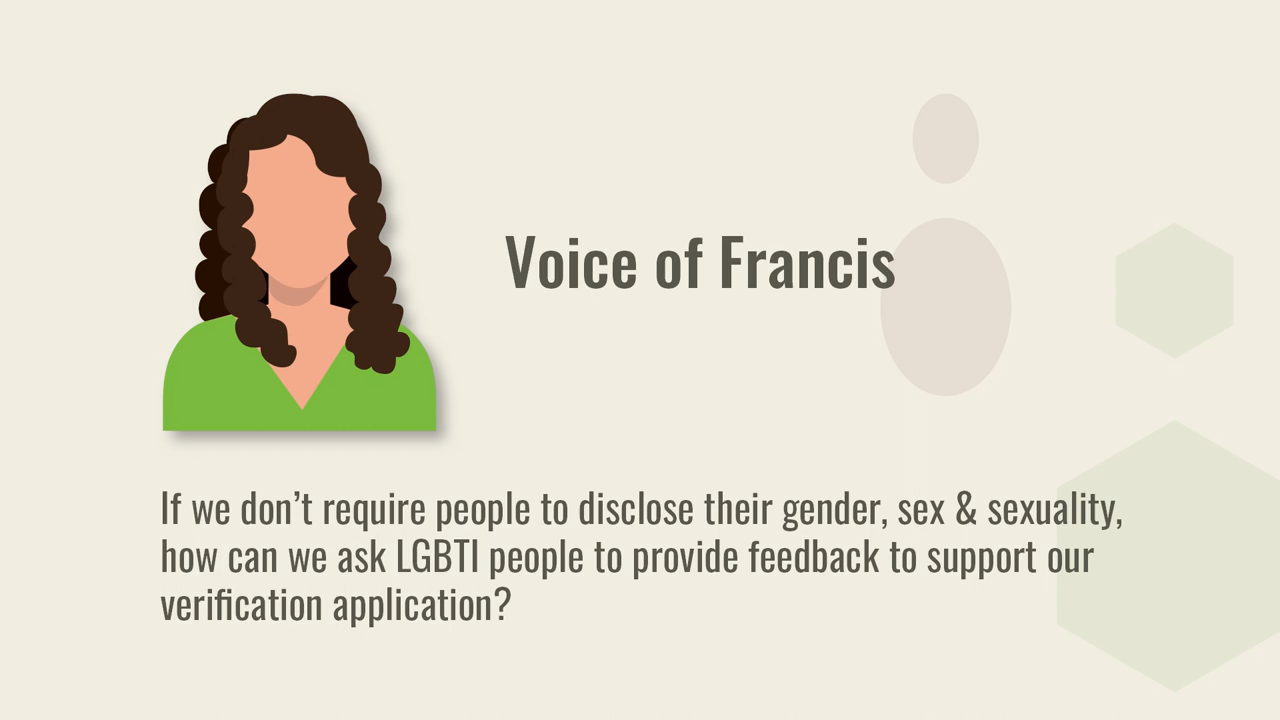 Voice of Francis
If we don’t require people to disclose their gender, sex & sexuality,
how can we ask LGBTI people to provide feedback to support our
verification application?